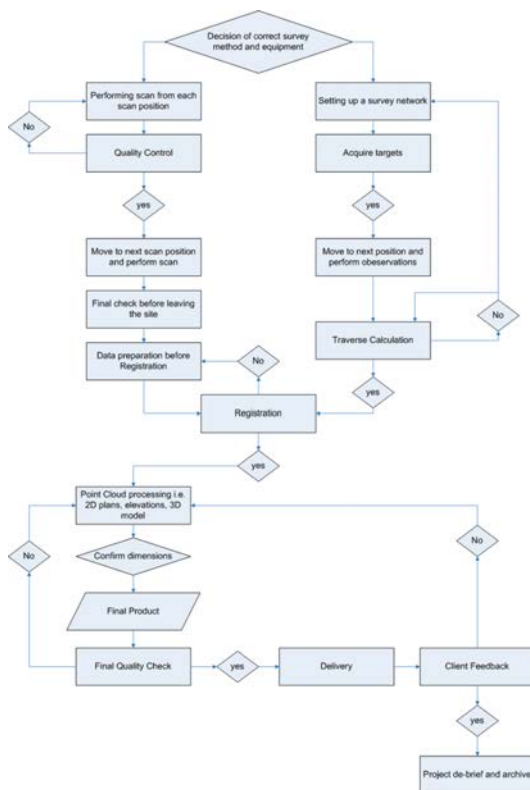 Decision of correct survey
method and equipment
Performing scan from each
scan position
Setting up a survey network
No
Quality Control
Acquire targets
yes
yes
Move to next scan position
and perform scan
Move to next position and
perform obeservations
Final check before leaving
the site
No
Traverse Calculation
Data preparation before
Registration
No
yes
Registration
yes
Point Cloud processing i.e.
2D plans, elevations, 3D
model
No
No
Confirm dimensions
Final Product
Final Quality Check
yes
Delivery
Client Feedback
yes
Project de-brief and archive